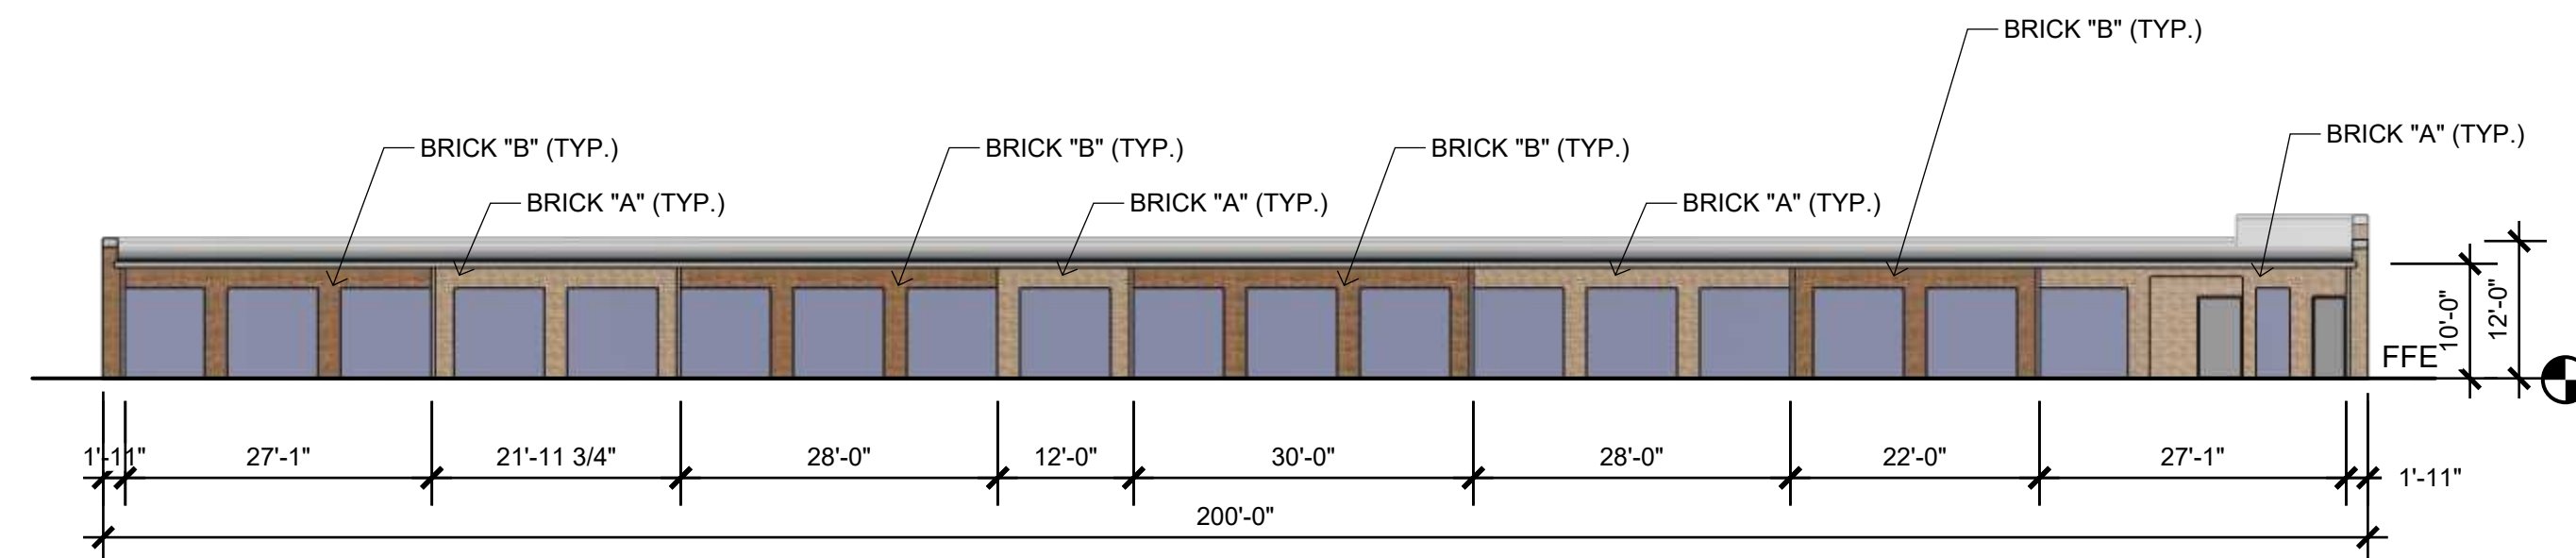 BRICK "B" (TYP.)
BRICK "B" (TYP.)
BRICK "B" (TYP.)
BRICK "B" (TYP.)
BRICK "A" (TYP.)
BRICK "A" (TYP.)
BRICK "A" (TYP.)
BRICK "A" (TYP.)
10'-0"
12'-0"
FFE
1'-11"
27'-1"
21'-11 3/4"
28'-0"
12'-0"
30'-0"
28'-0"
22'-0"
27'-1"
1'-11"
200'-0"